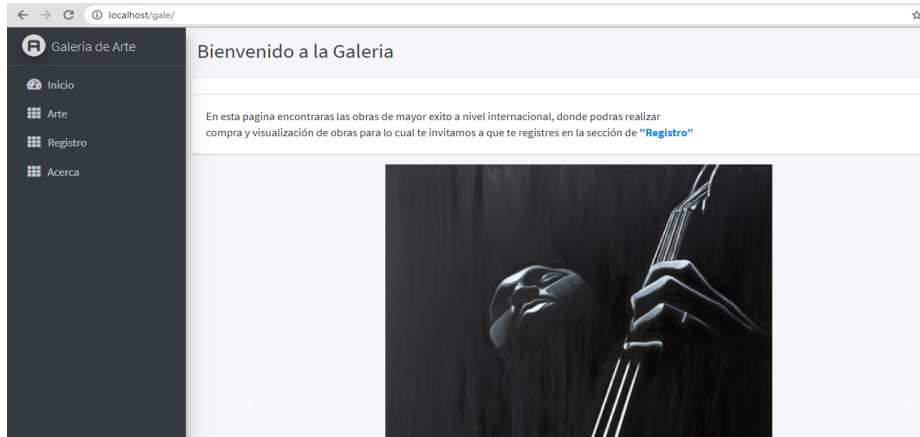 localhost/gale/
Galeria de Arte
Bienvenido a la Galeria
Inicio
Arte
Registro
Acerca
En esta pagina encontraras las obras de mayor exito a nivel internacional, donde podras realizar
compra y visualización de obras para lo cual te invitamos a que te registres en la sección de "Registro"